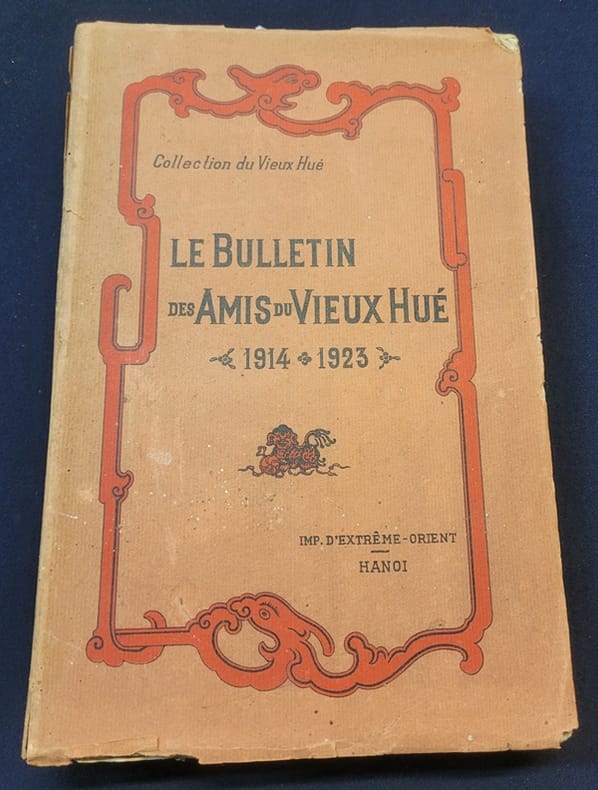 Collection du Vieux Hué
LE BULLETIN
DES AMIS DU VIEUX HUÉ
1914 1923
IMP. D'EXTRÊME-ORIENT
HANOI